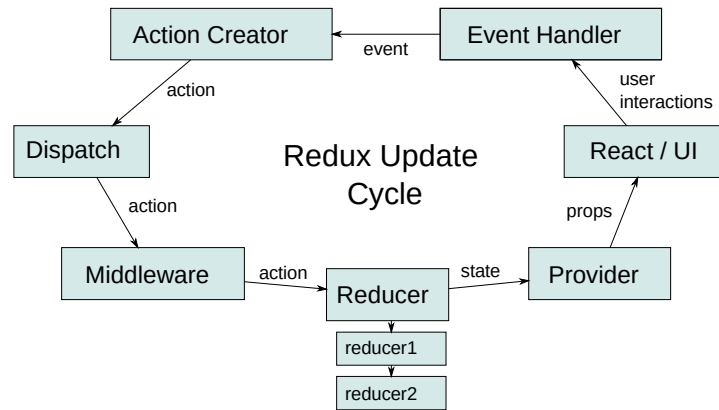 Action Creator
event
Event Handler
action
user
interactions
Dispatch
Redux Update
Cycle
React / UI
action
props
Middleware
action
Reducer
state
Provider
reducer1
reducer2